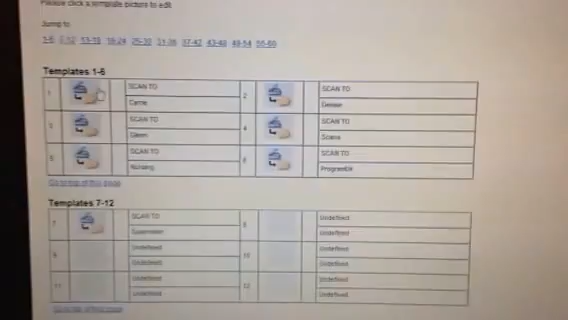 Please click a template picture to edit
Jump to
1-6 7-12 13-18 19-24 25-30 31-36 37-42 43-48 49-54 55-60
Templates 1-6
1 SCAN TO 2 SCAN TO
Carrie Denise
3 SCAN TO 4 SCAN TO
Glenn Scans
5 SCAN TO 6 SCAN TO
Nursing
Go to top of this page
Templates 7-12
7 SCAN TO 8 Undefined
Undefined
9 Undefined 10 Undefined
Undefined Undefined
11 Undefined 12 Undefined
Undefined Undefined
Go to top of this page